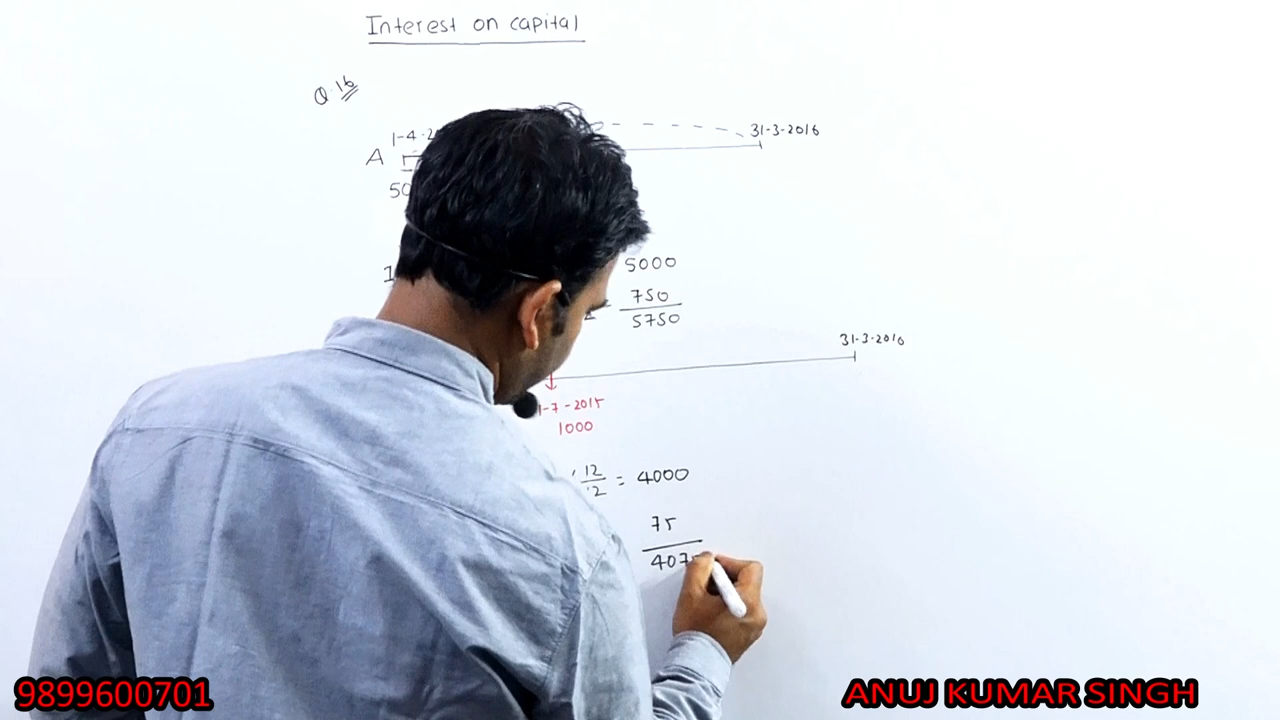 Interest on capital
Q.16
1-4-2
31-3-2016
A
50
5000
750
5750
31-3-2016
1-7-2015
1000
12
12 = 4000
75
407
9899600701
ANUJ KUMAR SINGH